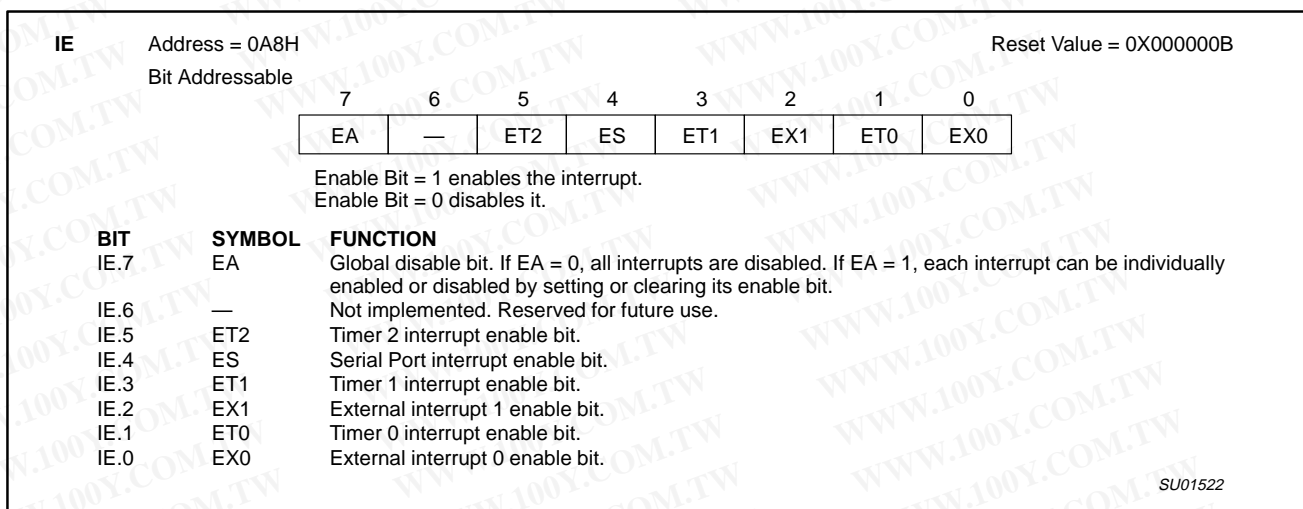 IE Address = 0A8H Reset Value = 0X000000B
Bit Addressable
7 6 5 4 3 2 1 0
EA — ET2 ES ET1 EX1 ET0 EX0
Enable Bit = 1 enables the interrupt.
Enable Bit = 0 disables it.
BIT SYMBOL FUNCTION
IE.7 EA Global disable bit. If EA = 0, all interrupts are disabled. If EA = 1, each interrupt can be individually
enabled or disabled by setting or clearing its enable bit.
IE.6 — Not implemented. Reserved for future use.
IE.5 ET2 Timer 2 interrupt enable bit.
IE.4 ES Serial Port interrupt enable bit.
IE.3 ET1 Timer 1 interrupt enable bit.
IE.2 EX1 External interrupt 1 enable bit.
IE.1 ET0 Timer 0 interrupt enable bit.
IE.0 EX0 External interrupt 0 enable bit.
SU01522
WWW.100Y.COM.TW